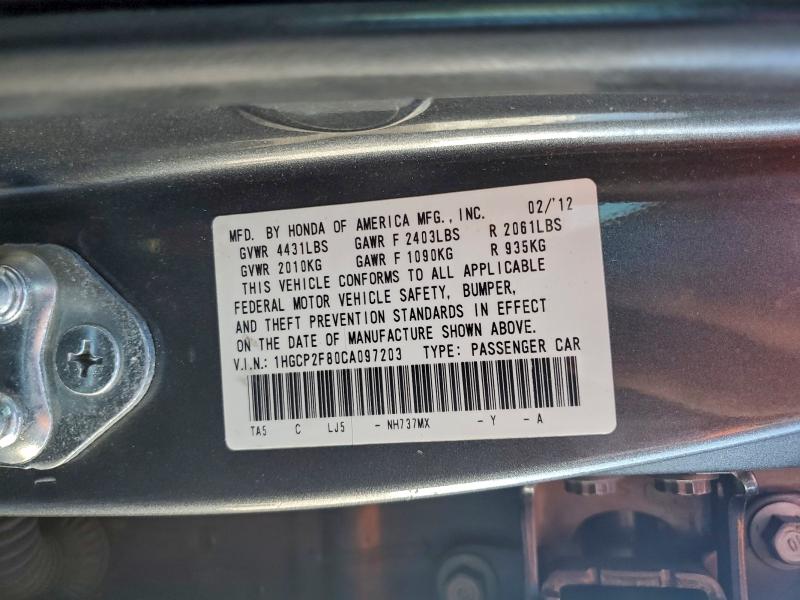 MFD. BY HONDA OF AMERICA MFG., INC. 02/'12
GVWR 4431LBS GAWR F 2403LBS R 2061LBS
GVWR 2010KG GAWR F 1090KG R 935KG
THIS VEHICLE CONFORMS TO ALL APPLICABLE
FEDERAL MOTOR VEHICLE SAFETY, BUMPER,
AND THEFT PREVENTION STANDARDS IN EFFECT
ON THE DATE OF MANUFACTURE SHOWN ABOVE.
V.I.N.: 1HGCP2F80CA097203 TYPE: PASSENGER CAR
TA5 C LJ5 - NH737MX - Y - A